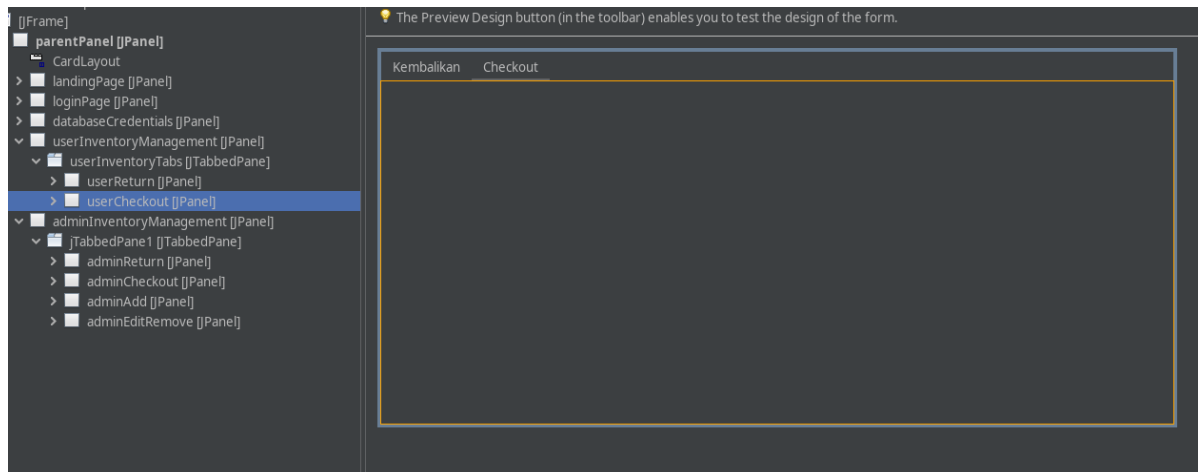 [JFrame]
parentPanel [JPanel]
CardLayout
landingPage [JPanel]
loginPage [JPanel]
databaseCredentials [JPanel]
userInventoryManagement [JPanel]
userInventoryTabs [JTabbedPane]
userReturn [JPanel]
userCheckout [JPanel]
adminInventoryManagement [JPanel]
jTabbedPane1 [JTabbedPane]
adminReturn [JPanel]
adminCheckout [JPanel]
adminAdd [JPanel]
adminEditRemove [JPanel]
The Preview Design button (in the toolbar) enables you to test the design of the form.
Kembalikan Checkout